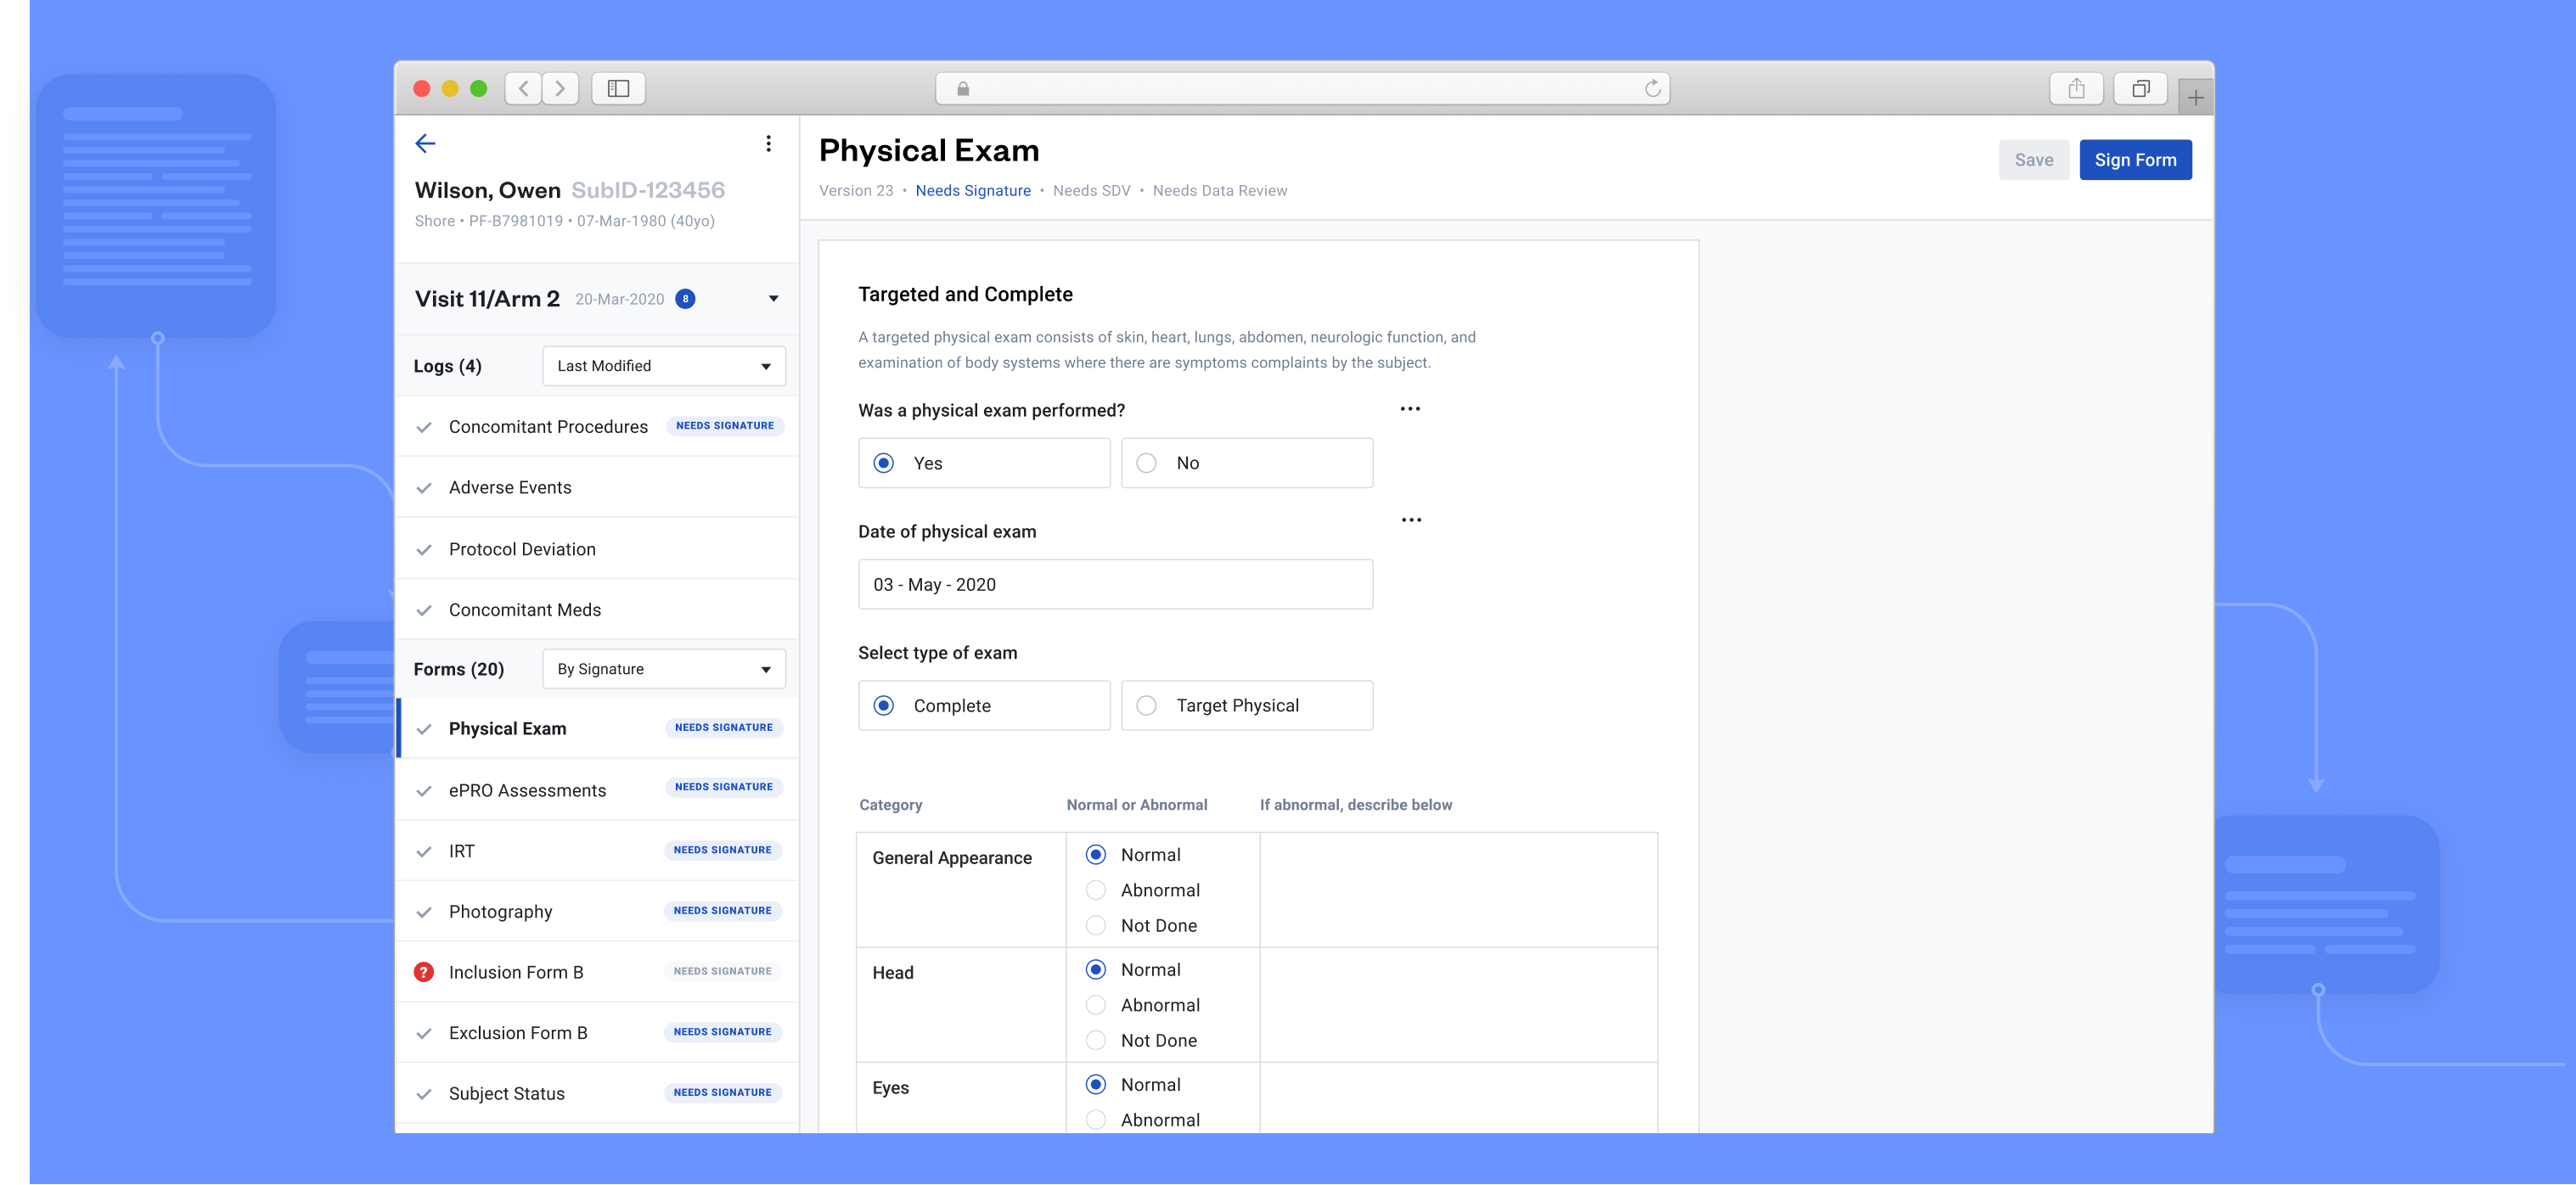 Wilson, Owen SubID-123456
Shore • PF-B7981019 • 07-Mar-1980 (40yo)
Visit 11/Arm 2 20-Mar-2020 8
Logs (4) Last Modified
Concomitant Procedures NEEDS SIGNATURE
Adverse Events
Protocol Deviation
Concomitant Meds
Forms (20) By Signature
Physical Exam NEEDS SIGNATURE
ePRO Assessments NEEDS SIGNATURE
IRT NEEDS SIGNATURE
Photography NEEDS SIGNATURE
? Inclusion Form B NEEDS SIGNATURE
Exclusion Form B NEEDS SIGNATURE
Subject Status NEEDS SIGNATURE
Physical Exam
Version 23 • Needs Signature • Needs SDV • Needs Data Review
Save Sign Form
Targeted and Complete
A targeted physical exam consists of skin, heart, lungs, abdomen, neurologic function, and
examination of body systems where there are symptoms complaints by the subject.
Was a physical exam performed?
Yes No
Date of physical exam
03 - May - 2020
Select type of exam
Complete Target Physical
Category Normal or Abnormal If abnormal, describe below
General Appearance Normal
Abnormal
Not Done
Head Normal
Abnormal
Not Done
Eyes Normal
Abnormal